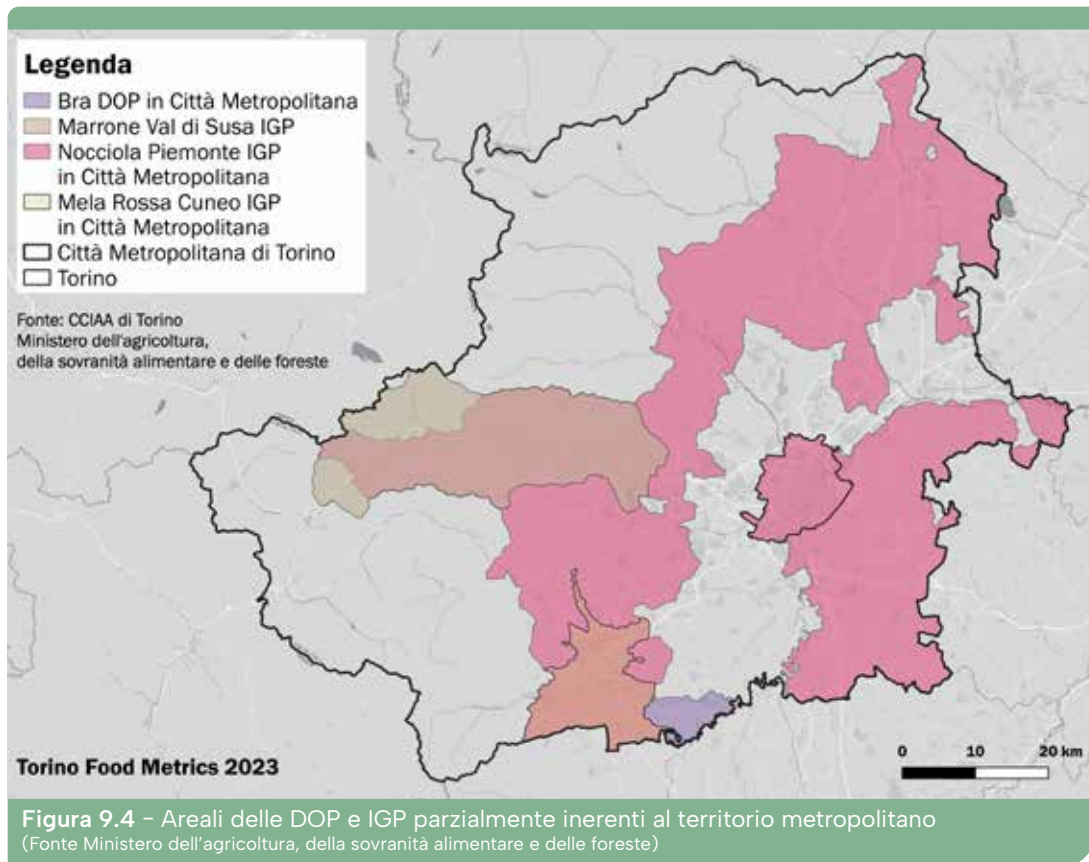 Legenda
Bra DOP in Città Metropolitana
Marrone Val di Susa IGP
Nocciola Piemonte IGP
in Città Metropolitana
Mela Rossa Cuneo IGP
in Città Metropolitana
Città Metropolitana di Torino
Torino
Fonte: CCIAA di Torino
Ministero dell'agricoltura,
della sovranità alimentare e delle foreste
0 10 20 km
Torino Food Metrics 2023
Figura 9.4 – Areali delle DOP e IGP parzialmente inerenti al territorio metropolitano
(Fonte Ministero dell'agricoltura, della sovranità alimentare e delle foreste)